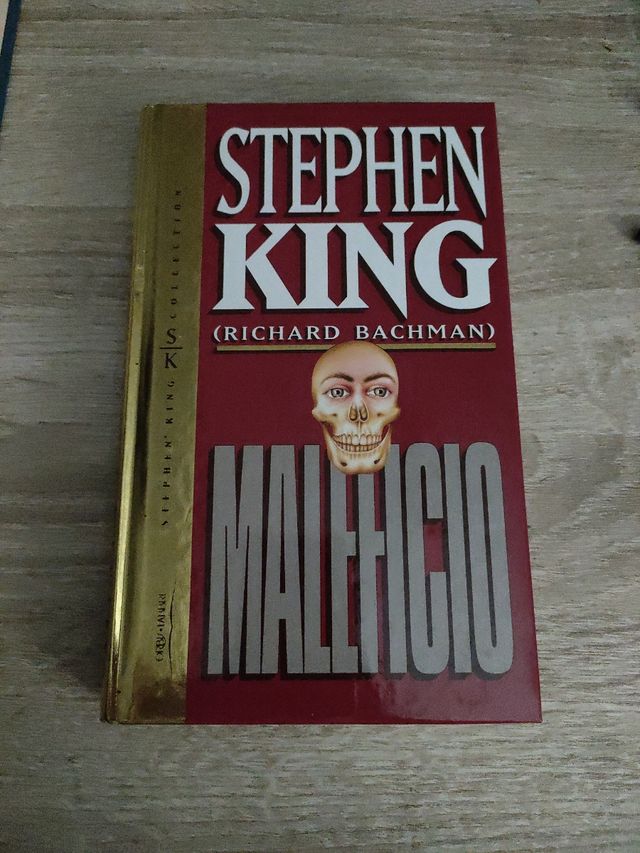 STEPHEN
KING
(RICHARD BACHMAN)
MALEFICIO
STEPHEN KING SK COLLECTION